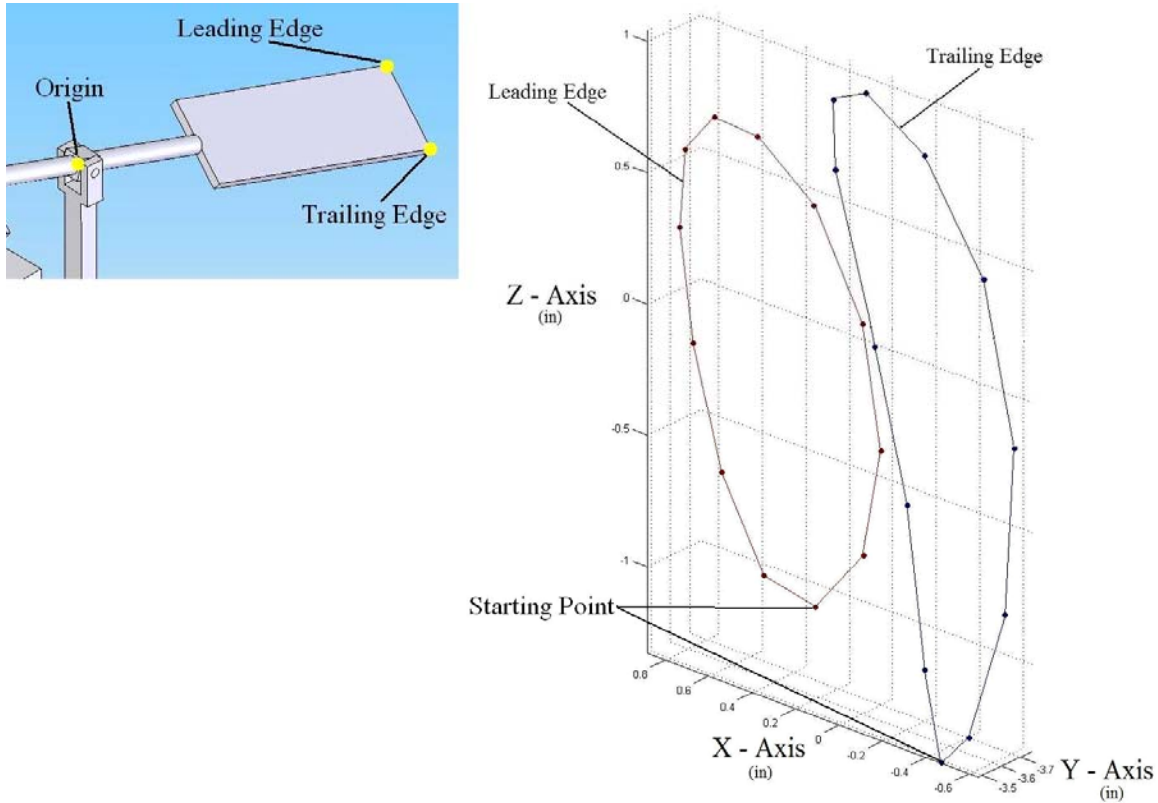 Leading Edge
Origin
Trailing Edge
1
0.5
0
-0.5
-1
Leading Edge
Trailing Edge
Z - Axis
(in)
Starting Point
0.8
0.6
0.4
0.2
0
-0.2
-0.4
-0.6
X - Axis
(in)
-3.5
-3.6
-3.7
Y - Axis
(in)